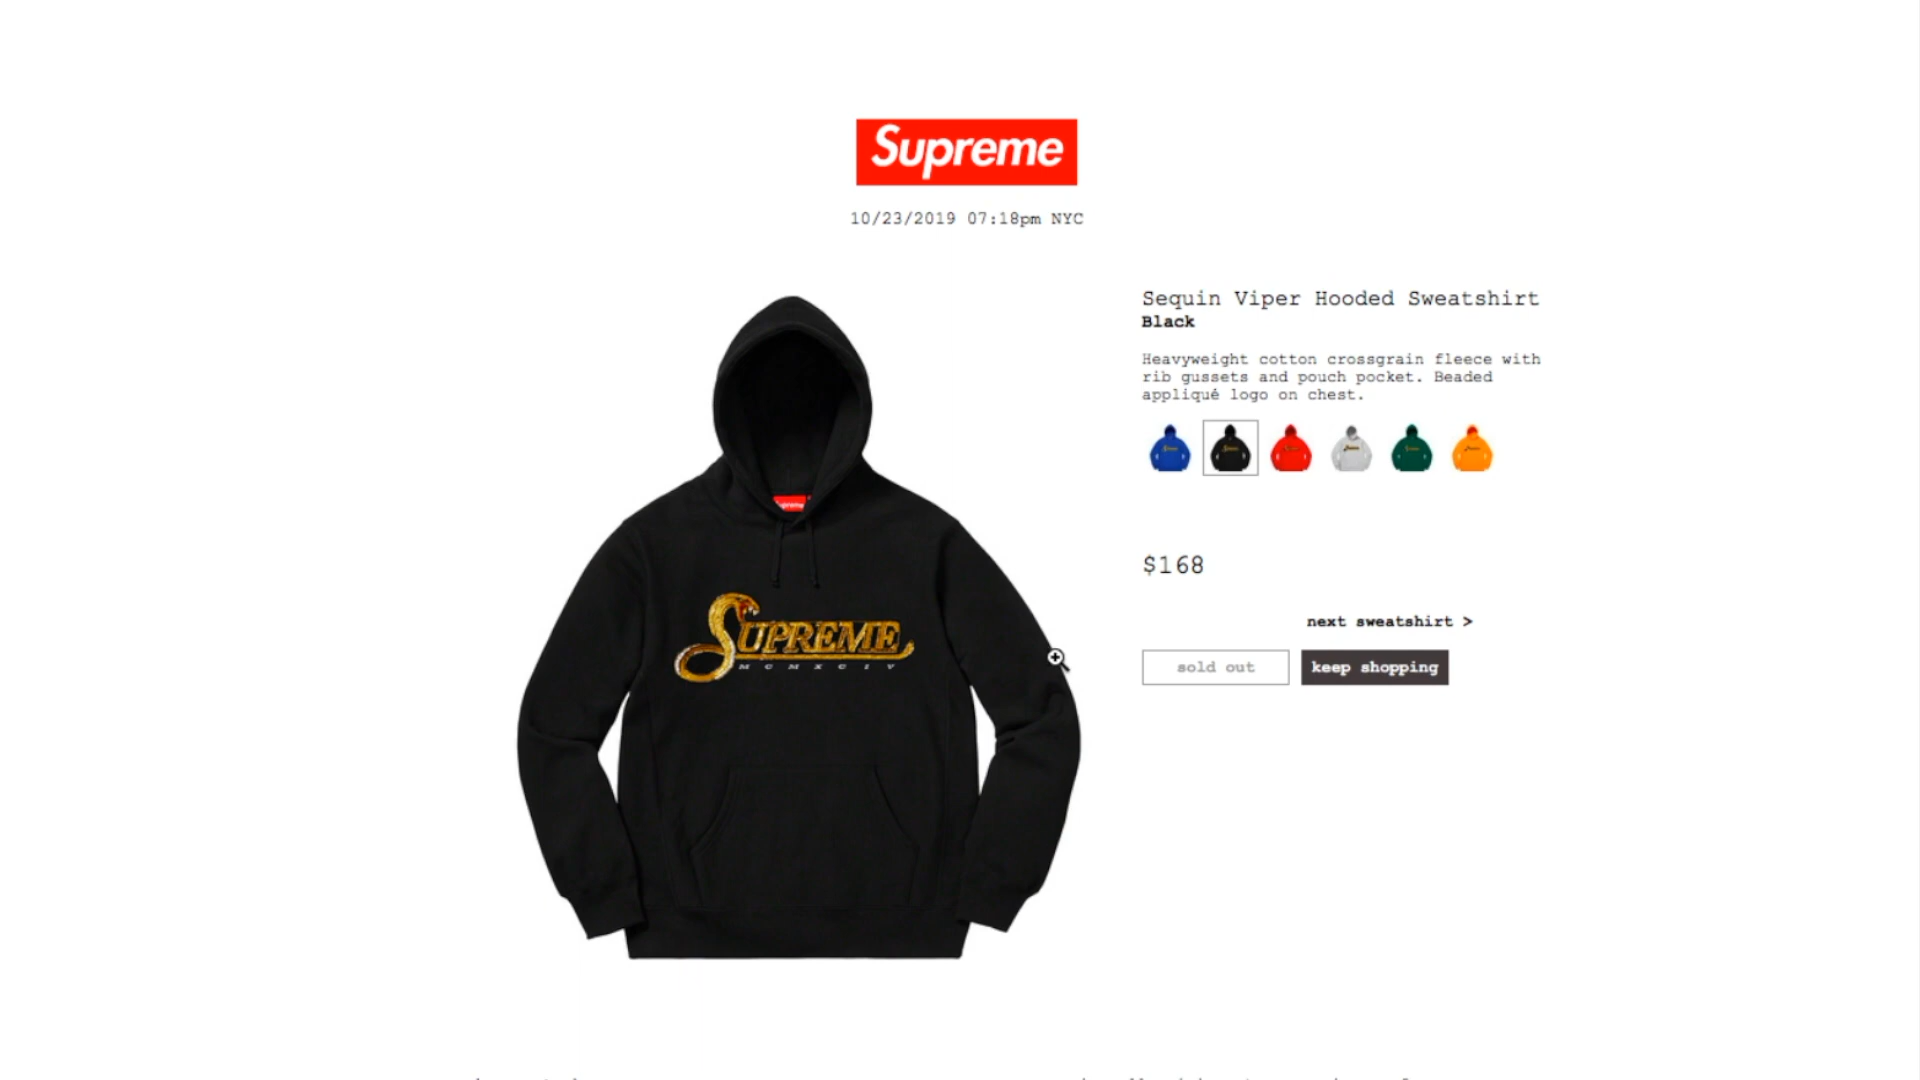 Supreme
10/23/2019 07:18pm NYC
Sequin Viper Hooded Sweatshirt
Black
Heavyweight cotton crossgrain fleece with
rib gussets and pouch pocket. Beaded
appliqué logo on chest.
$168
next sweatshirt >
sold out
keep shopping
SUPREME
MCMXCIV